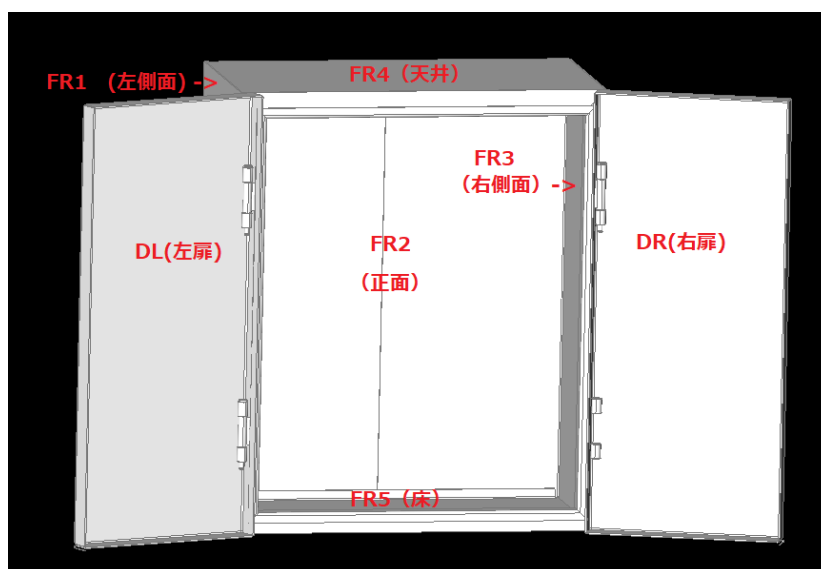 FR4（天井）
FR1　(左側面) ->
FR3
（右側面）->
DL(左扉)
FR2
（正面）
DR(右扉)
FR5（床）